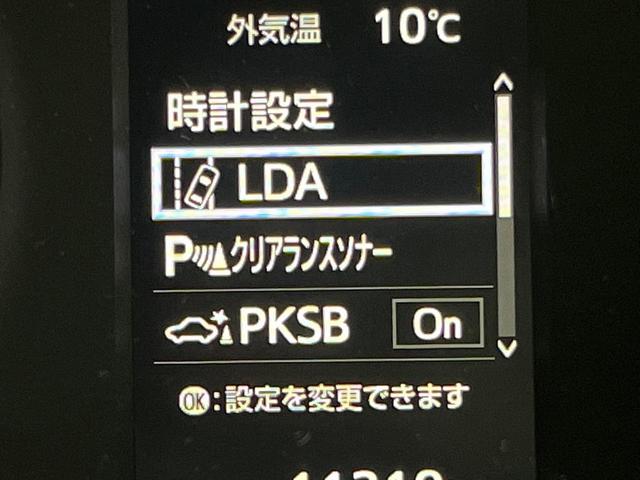 外気温 10℃
時計設定
LDA
Pクリアランスソナー
PKSB On
OK:設定を変更できます